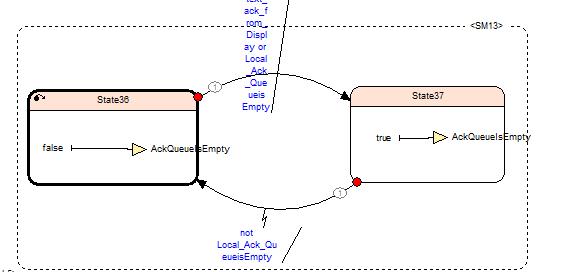 ack_f
rom_
Displ
ay or
Local
_Ack
_Que
ueis
Empty
<SM13>
1
State36
false
AckQueueIsEmpty
State37
true
AckQueueIsEmpty
1
not
Local_Ack_Qu
eueisEmpty